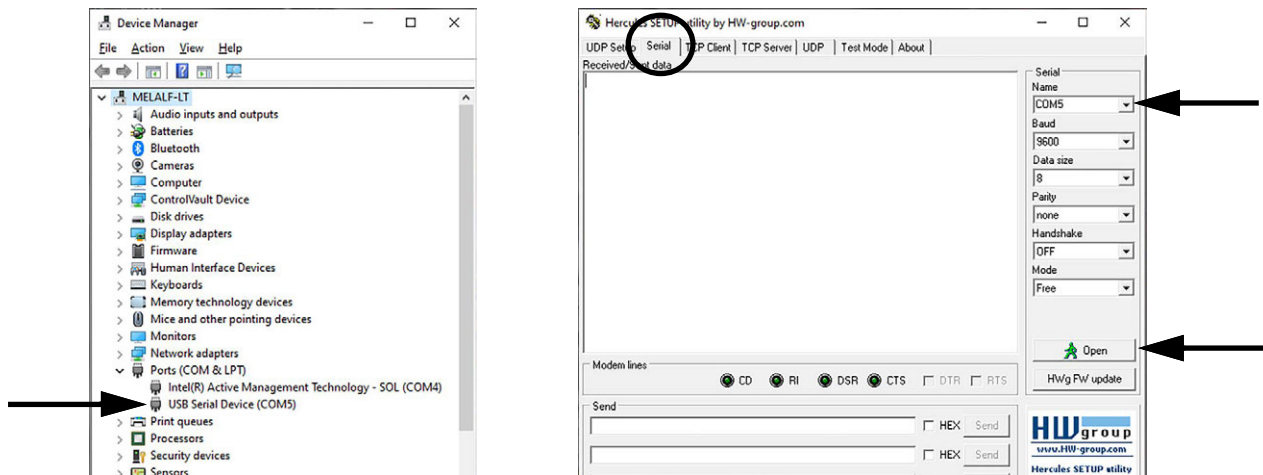 Device Manager
File Action View Help
MELALF-LT
Audio inputs and outputs
Batteries
Bluetooth
Cameras
Computer
ControlVault Device
Disk drives
Display adapters
Firmware
Human Interface Devices
Keyboards
Memory technology devices
Mice and other pointing devices
Monitors
Network adapters
Ports (COM & LPT)
Intel(R) Active Management Technology - SOL (COM4)
USB Serial Device (COM5)
Print queues
Processors
Security devices
Sensors
Hercules SETUP utility by HW-group.com
UDP Setup Serial TCP Client TCP Server UDP Test Mode About
Received/Sent data
Serial
Name
COM5
Baud
9600
Data size
8
Parity
none
Handshake
OFF
Mode
Free
Open
HWg FW update
Modem lines
CD RI DSR CTS DTR RTS
Send
HEX Send
HEX Send
HW group
www.HW-group.com
Hercules SETUP utility